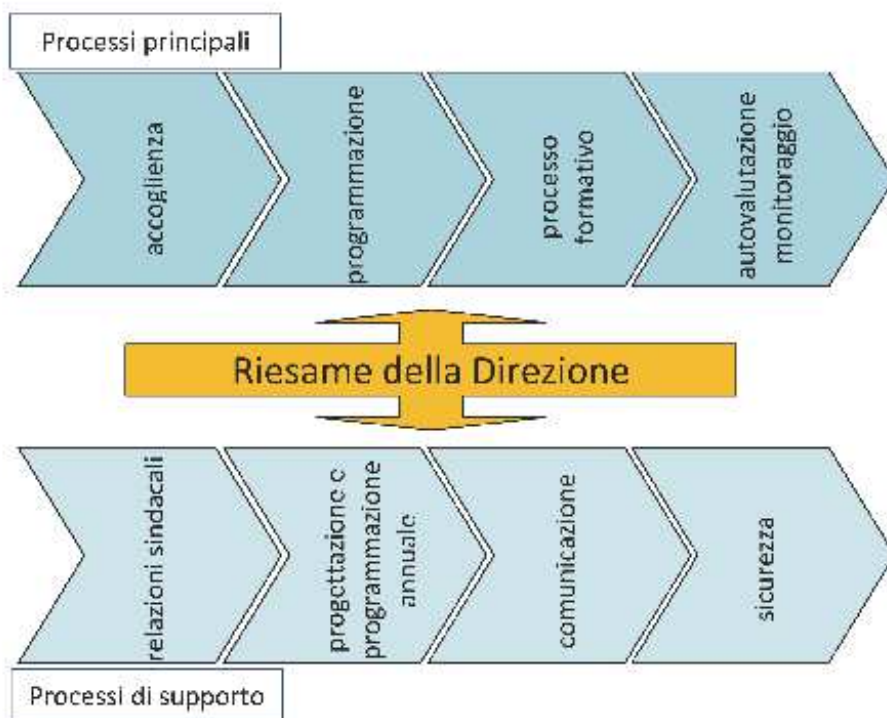 Processi principali
accoglienza
programmazione
processo
formativo
autovalutazione
monitoraggio
Riesame della Direzione
relazioni sindacali
progettazione e
programmazione
annuale
comunicazione
sicurezza
Processi di supporto